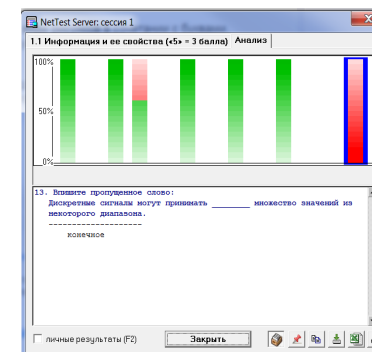 NetTest Server: сессия 1
1.1 Информация и ее свойства («5» = 3 балла) Анализ
100%
50%
0%
13. Впишите пропущенное слово:
Дискретные сигналы могут принимать ________ множество значений из
некоторого диапазона.
--------------------
конечное
личные результаты (F2)
Закрыть